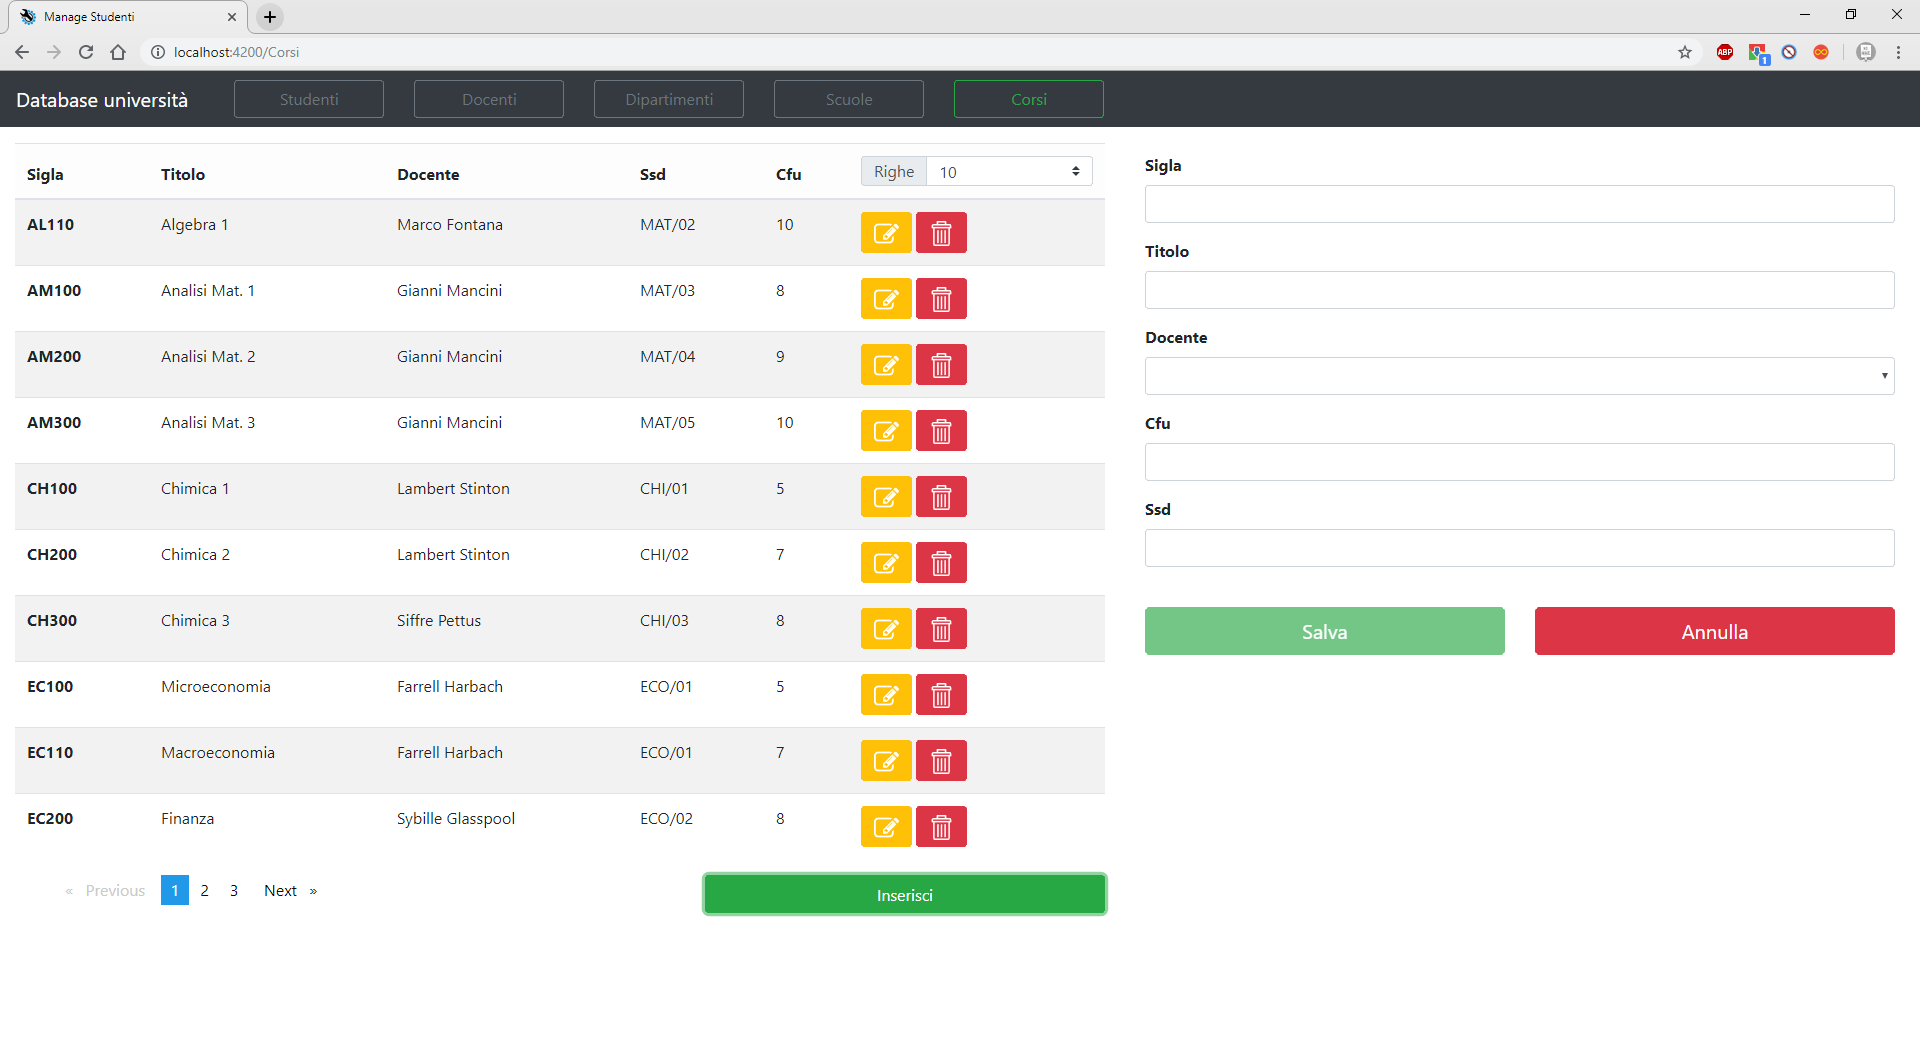 Manage Studenti
localhost:4200/Corsi
ABP
1
Database università Studenti Docenti Dipartimenti Scuole Corsi
Sigla Titolo Docente Ssd Cfu Righe 10
AL110 Algebra 1 Marco Fontana MAT/02 10
AM100 Analisi Mat. 1 Gianni Mancini MAT/03 8
AM200 Analisi Mat. 2 Gianni Mancini MAT/04 9
AM300 Analisi Mat. 3 Gianni Mancini MAT/05 10
CH100 Chimica 1 Lambert Stinton CHI/01 5
CH200 Chimica 2 Lambert Stinton CHI/02 7
CH300 Chimica 3 Siffre Pettus CHI/03 8
EC100 Microeconomia Farrell Harbach ECO/01 5
EC110 Macroeconomia Farrell Harbach ECO/01 7
EC200 Finanza Sybille Glasspool ECO/02 8
« Previous 1 2 3 Next »
Inserisci
Sigla
Titolo
Docente
Cfu
Ssd
Salva Annulla